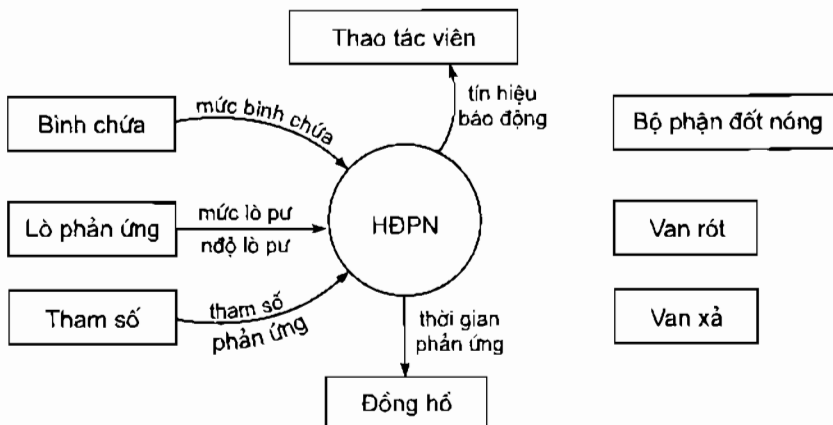 Thao tác viên
tín hiệu
báo động
Bình chứa
mức bình chứa
Bộ phận đốt nóng
Lò phản ứng
mức lò pư
nđộ lò pư
HĐPN
Van rót
Tham số
tham số
phản ứng
thời gian
phản ứng
Van xả
Đồng hồ